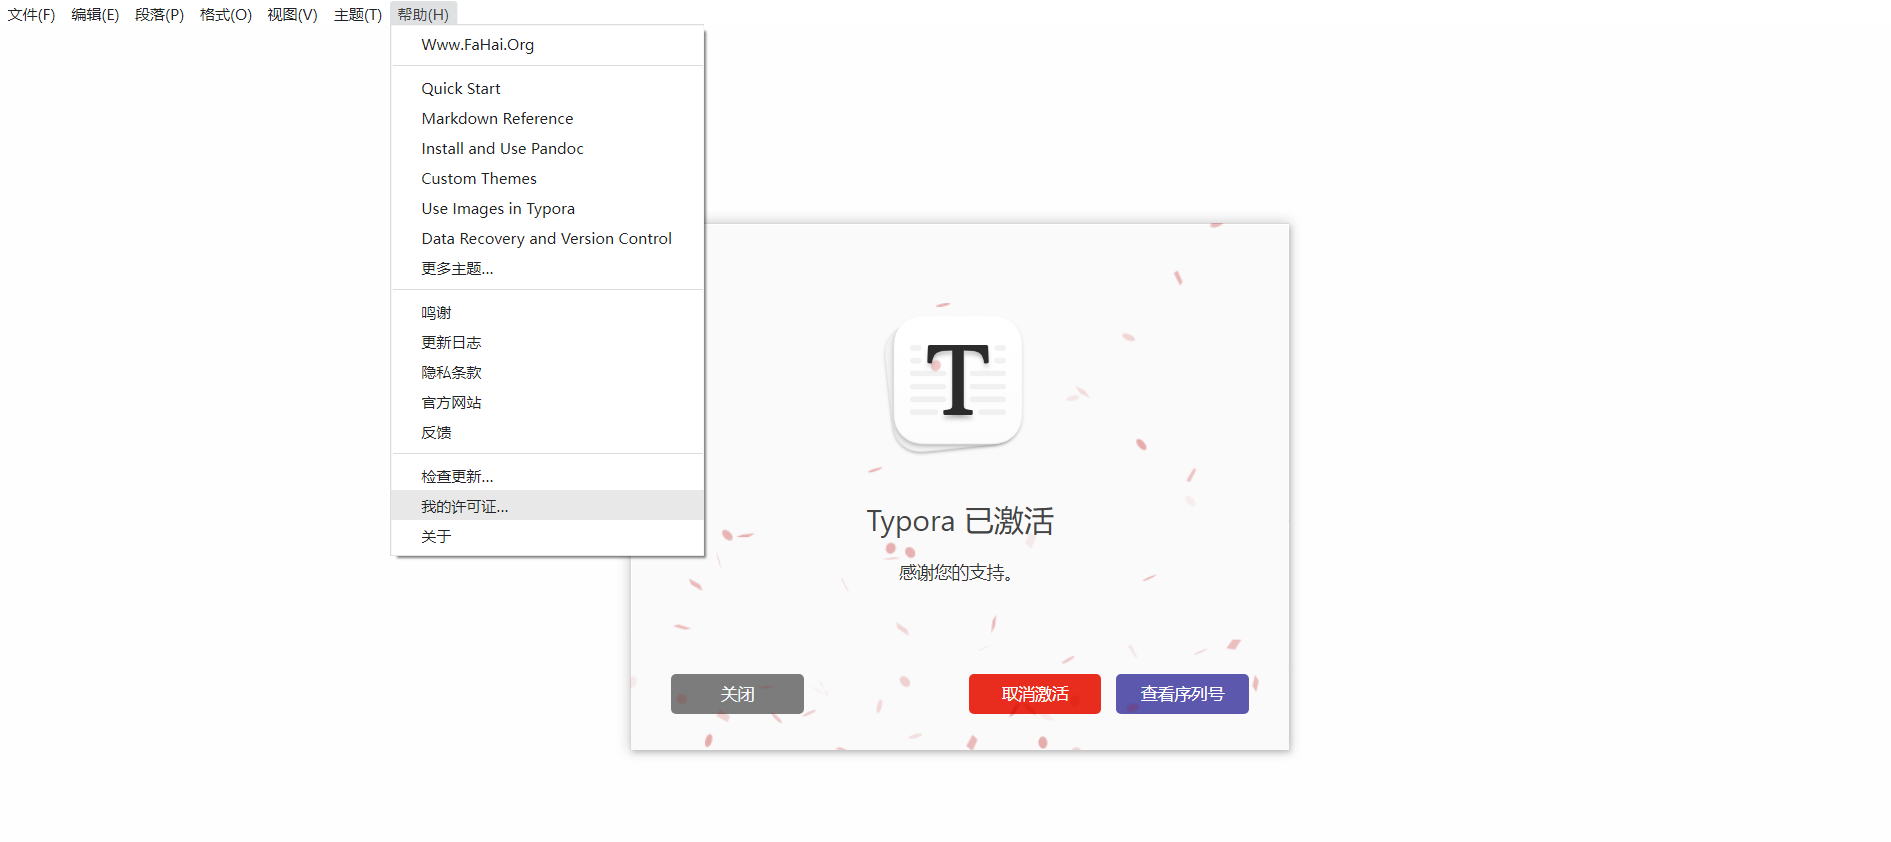 文件(F) 编辑(E) 段落(P) 格式(O) 视图(V) 主题(T) 帮助(H)
Www.FaHai.Org
Quick Start
Markdown Reference
Install and Use Pandoc
Custom Themes
Use Images in Typora
Data Recovery and Version Control
更多主题...
鸣谢
更新日志
隐私条款
官方网站
反馈
检查更新...
我的许可证...
关于
T
Typora 已激活
感谢您的支持。
关闭 取消激活 查看序列号